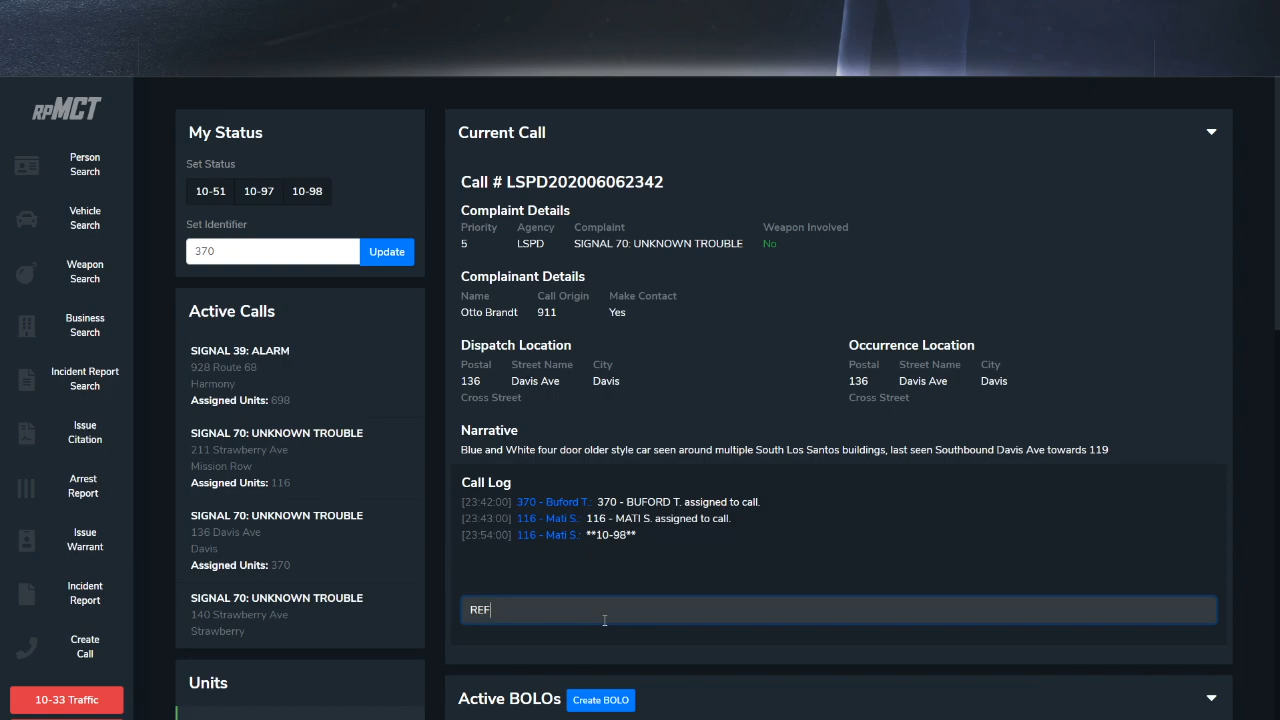 RPMCT
Person
Search
Vehicle
Search
Weapon
Search
Business
Search
Incident Report
Search
Issue
Citation
Arrest
Report
Issue
Warrant
Incident
Report
Create
Call
10-33 Traffic
My Status
Set Status
10-51 10-97 10-98
Set Identifier
370 Update
Active Calls
SIGNAL 39: ALARM
928 Route 68
Harmony
Assigned Units: 698
SIGNAL 70: UNKNOWN TROUBLE
211 Strawberry Ave
Mission Row
Assigned Units: 116
SIGNAL 70: UNKNOWN TROUBLE
136 Davis Ave
Davis
Assigned Units: 370
SIGNAL 70: UNKNOWN TROUBLE
140 Strawberry Ave
Strawberry
Units
Current Call
Call # LSPD202006062342
Complaint Details
Priority Agency Complaint Weapon Involved
5 LSPD SIGNAL 70: UNKNOWN TROUBLE No
Complainant Details
Name Call Origin Make Contact
Otto Brandt 911 Yes
Dispatch Location Occurrence Location
Postal Street Name City Postal Street Name City
136 Davis Ave Davis 136 Davis Ave Davis
Cross Street Cross Street
Narrative
Blue and White four door older style car seen around multiple South Los Santos buildings, last seen Southbound Davis Ave towards 119
Call Log
[23:42:00] 370 - Buford T.: 370 - BUFORD T. assigned to call.
[23:43:00] 116 - Mati S.: 116 - MATI S. assigned to call.
[23:54:00] 116 - Mati S.: **10-98**
REF
Active BOLOs Create BOLO